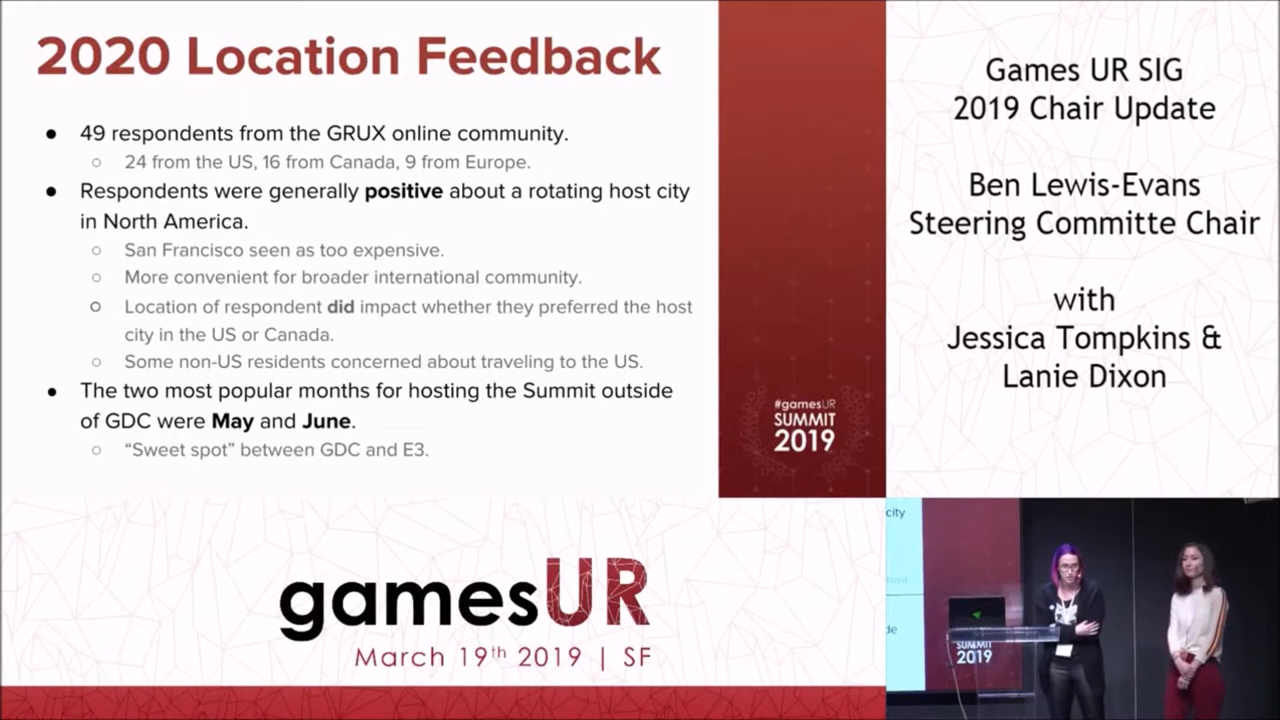 2020 Location Feedback
● 49 respondents from the GRUX online community.
○ 24 from the US, 16 from Canada, 9 from Europe.
● Respondents were generally positive about a rotating host city
in North America.
○ San Francisco seen as too expensive.
○ More convenient for broader international community.
○ Location of respondent did impact whether they preferred the host
city in the US or Canada.
○ Some non-US residents concerned about traveling to the US.
● The two most popular months for hosting the Summit outside
of GDC were May and June.
○ “Sweet spot” between GDC and E3.
#gamesUR
SUMMIT
2019
Games UR SIG
2019 Chair Update
Ben Lewis-Evans
Steering Committe Chair
with
Jessica Tompkins &
Lanie Dixon
gamesUR
March 19th 2019 | SF
city
de
SUMMIT
2019